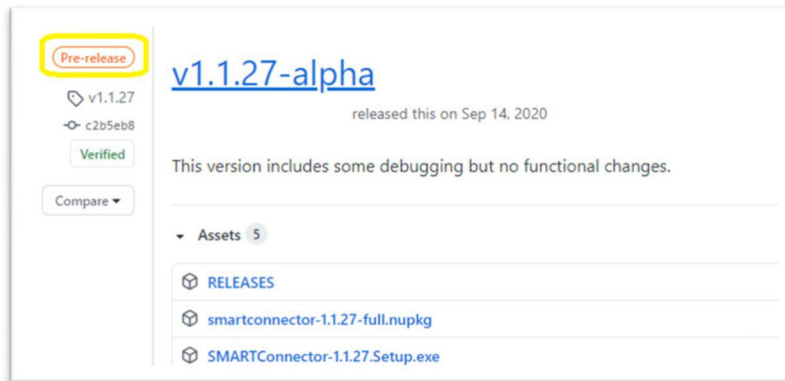 Pre-release
v1.1.27
c2b5eb8
Verified
Compare
v1.1.27-alpha
released this on Sep 14, 2020
This version includes some debugging but no functional changes.
Assets 5
RELEASES
smartconnector-1.1.27-full.nupkg
SMARTConnector-1.1.27.Setup.exe